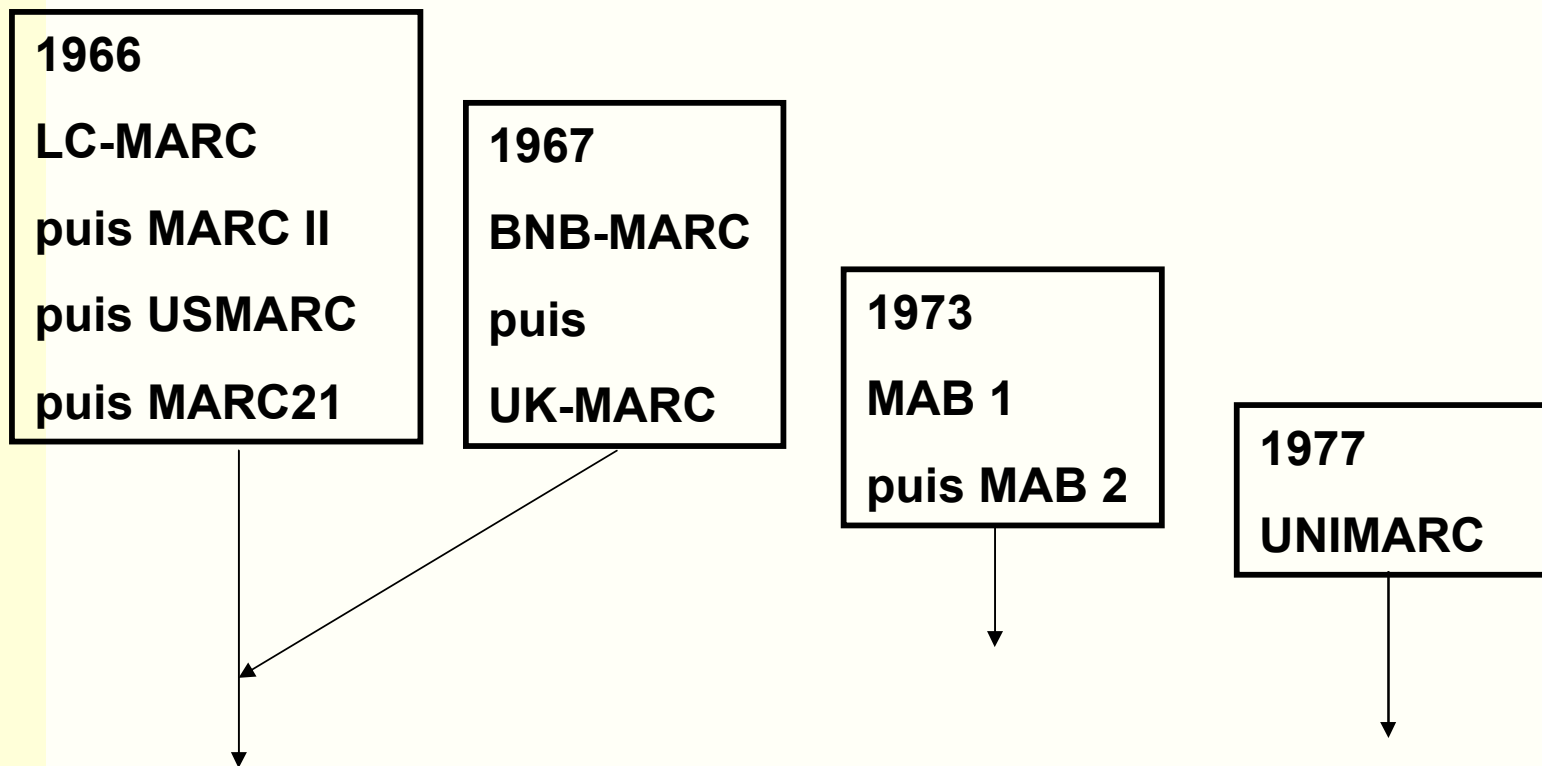 1966
LC-MARC
puis MARC II
puis USMARC
puis MARC21
1967
BNB-MARC
puis
UK-MARC
1973
MAB 1
puis MAB 2
1977
UNIMARC